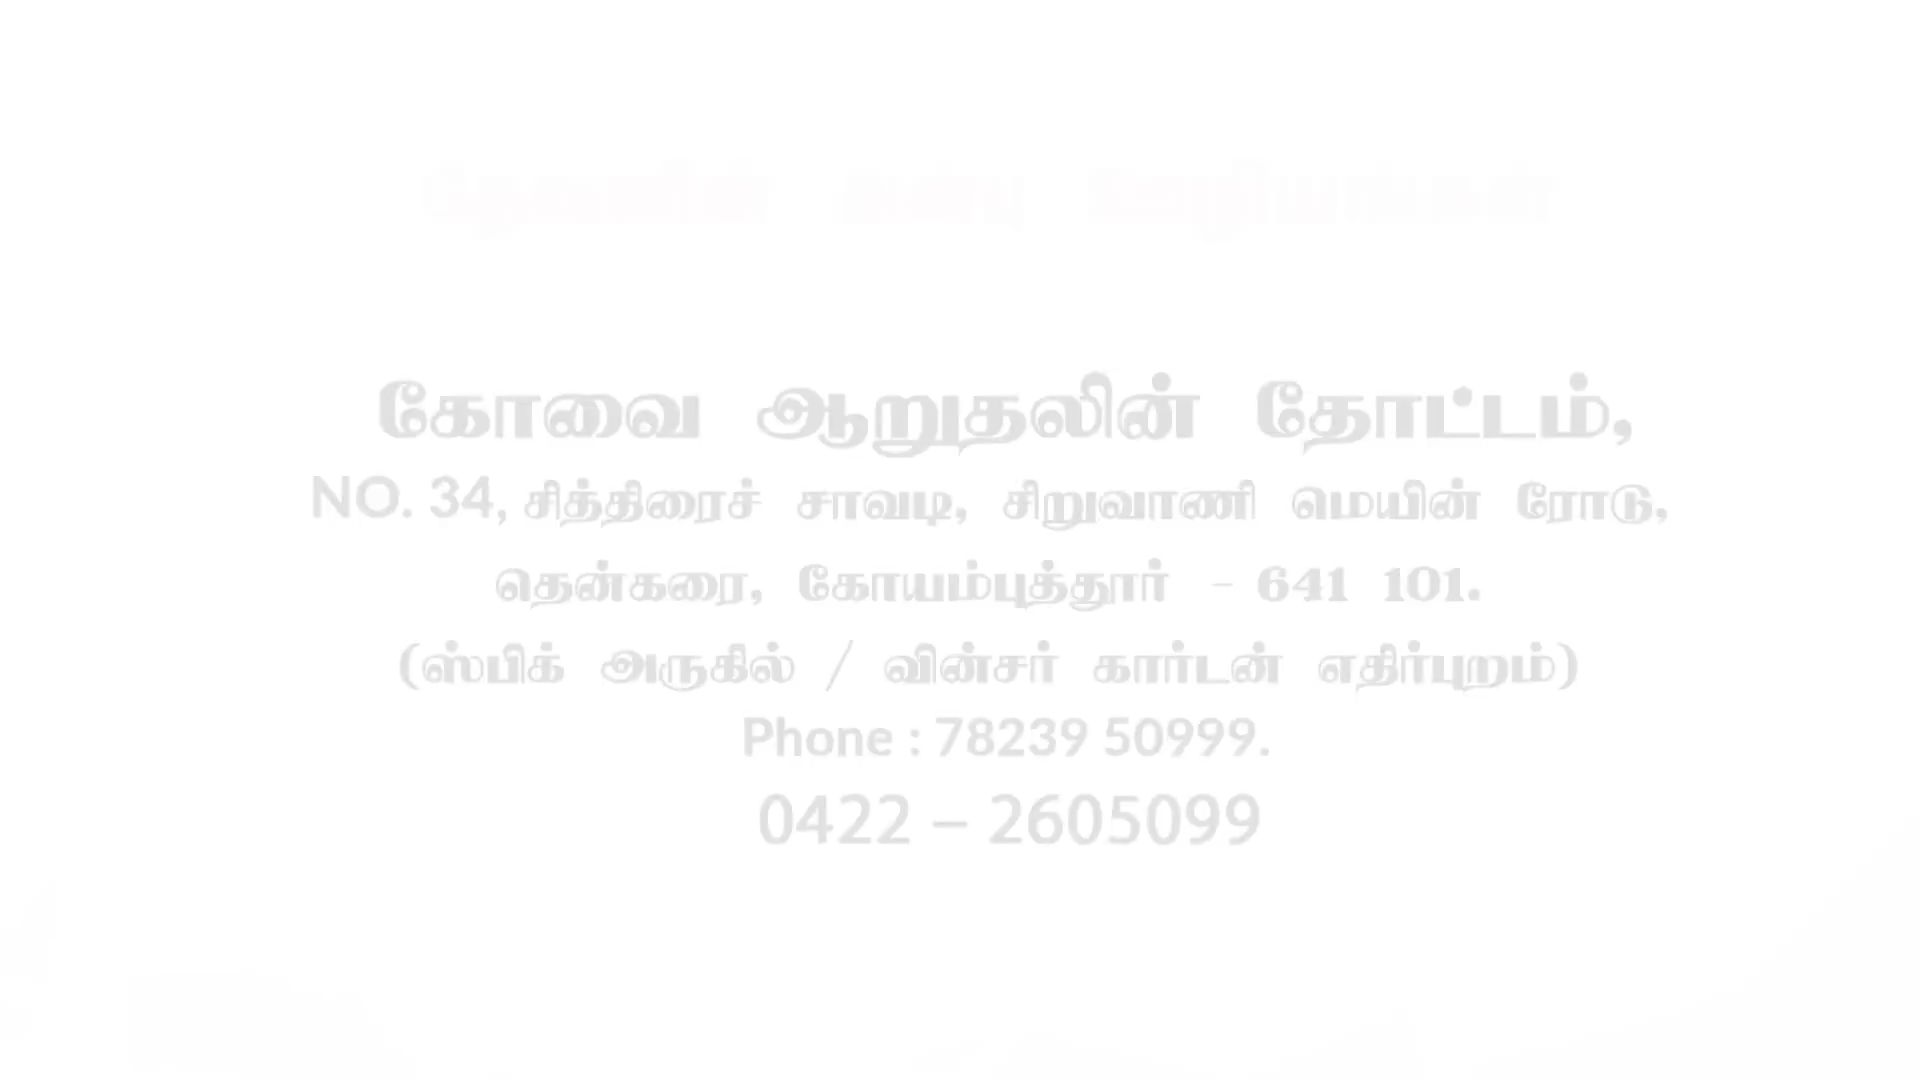 கோவை ஆறுதலின் தோட்டம்,
NO. 34, சித்திரைச் சாவடி, சிறுவாணி மெயின் ரோடு,
தென்கரை, கோயம்புத்தூர் - 641 101.
(ஸ்பிக் அருகில் / வின்சர் கார்டன் எதிர்புறம்)
Phone : 78239 50999.
0422 – 2605099